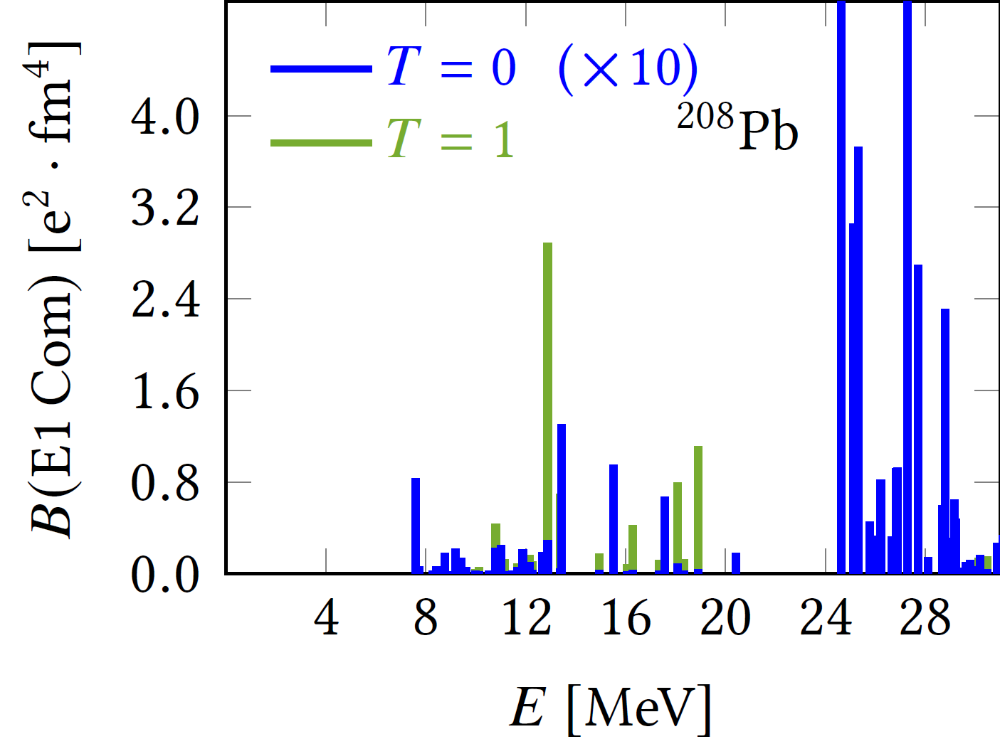 T = 0 (×10)
T = 1
²⁰⁸Pb
B(E1 Com) [e² · fm⁴]
4.0
3.2
2.4
1.6
0.8
0.0
4 8 12 16 20 24 28
E [MeV]